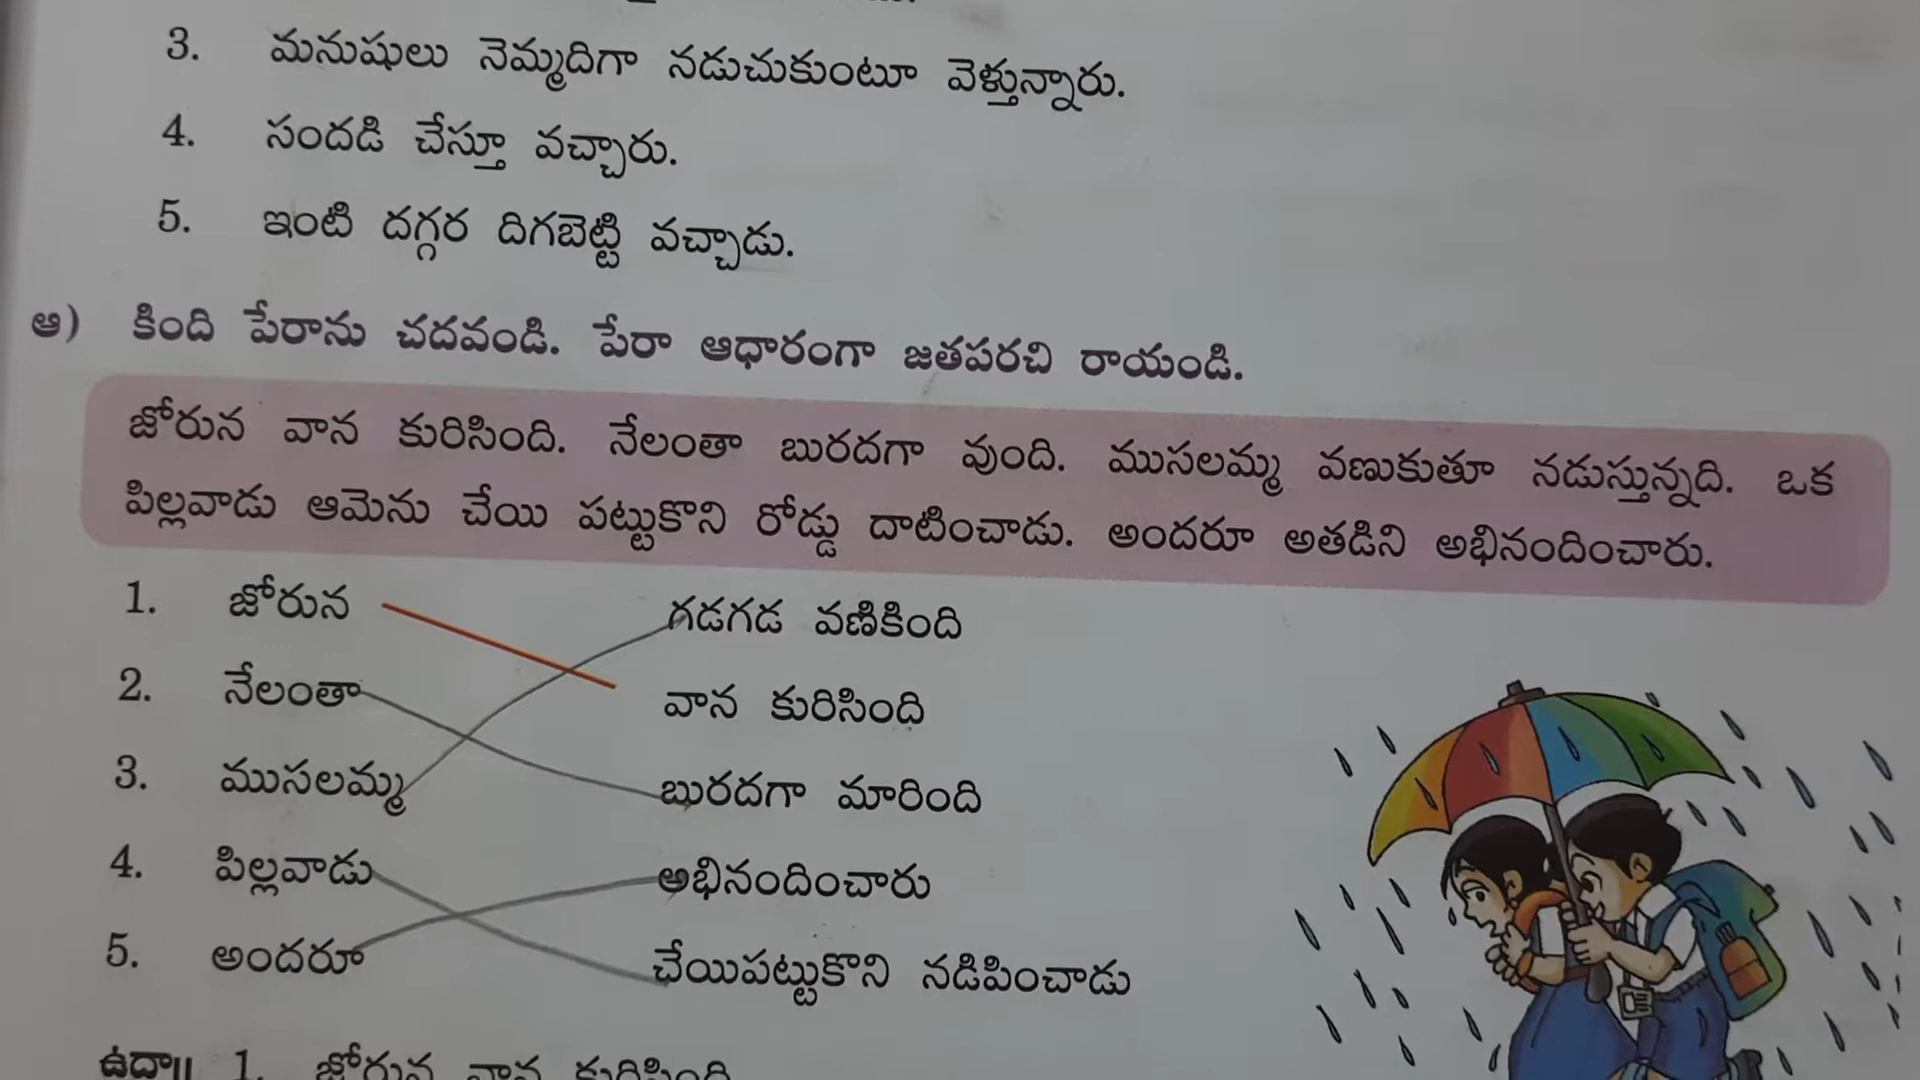 3. మనుషులు నెమ్మదిగా నడుచుకుంటూ వెళ్తున్నారు.
4. సందడి చేస్తూ వచ్చారు.
5. ఇంటి దగ్గర దిగబెట్టి వచ్చాడు.
ఆ) కింది పేరాను చదవండి. పేరా ఆధారంగా జతపరచి రాయండి.
జోరున వాన కురిసింది. నేలంతా బురదగా వుంది. ముసలమ్మ వణుకుతూ నడుస్తున్నది. ఒక
పిల్లవాడు ఆమెను చేయి పట్టుకొని రోడ్డు దాటించాడు. అందరూ అతడిని అభినందించారు.
1. జోరున గడగడ వణికింది
2. నేలంతా వాన కురిసింది
3. ముసలమ్మ బురదగా మారింది
4. పిల్లవాడు అభినందించారు
5. అందరూ చేయిపట్టుకొని నడిపించాడు
ఉదా॥ 1. జోరున వాన కురిసింది